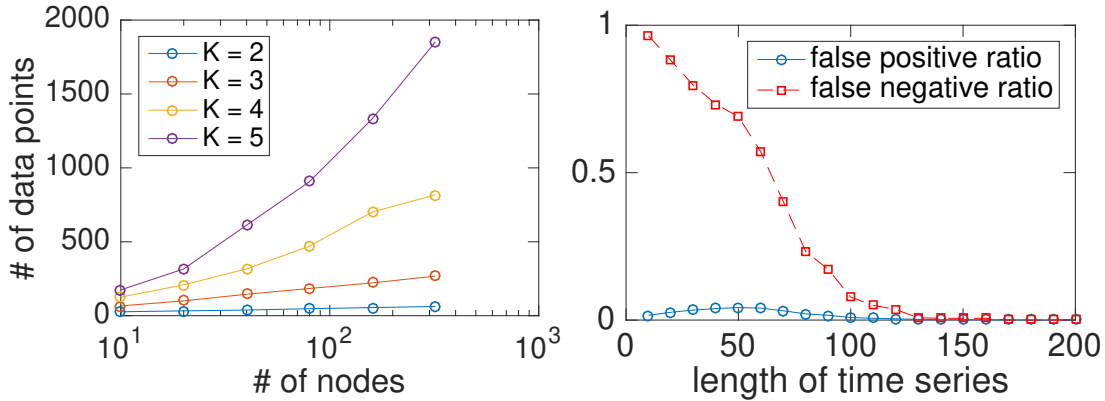 2000
1500
1000
500
0
# of data points
K = 2
K = 3
K = 4
K = 5
10^1
10^2
10^3
# of nodes
1
0.5
0
false positive ratio
false negative ratio
0
50
100
150
200
length of time series